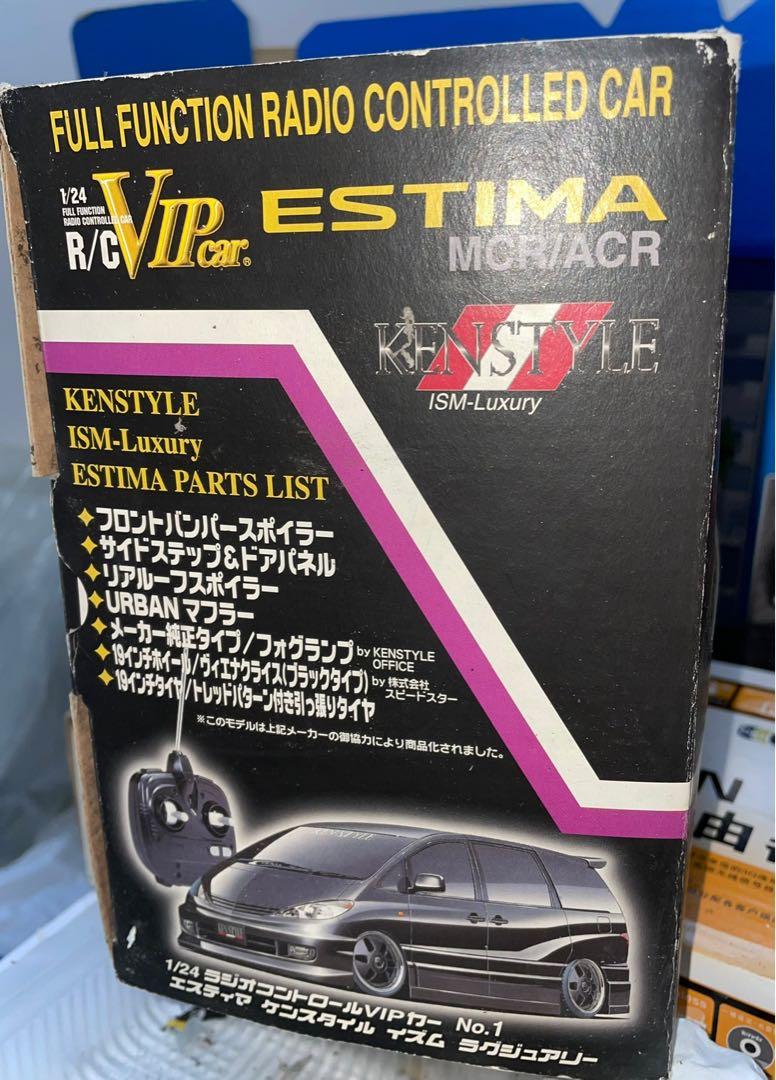 FULL FUNCTION RADIO CONTROLLED CAR
1/24
FULL FUNCTION
RADIO CONTROLLED CAR
R/C VIP car® ESTIMA
MCR/ACR
KENSTYLE
ISM-Luxury
KENSTYLE
ISM-Luxury
ESTIMA PARTS LIST
フロントバンパースポイラー
サイドステップ&ドアパネル
リアルーフスポイラー
URBAN マフラー
メーカー純正タイプ/フォグランプ by KENSTYLE OFFICE
19インチホイール/ヴィエナクライス(ブラックタイプ) by 株式会社スピードスター
19インチタイヤ/トレッドパターン付き引っ張りタイヤ
※このモデルは上記メーカーの御協力により商品化されました。
KENSTYLE
1/24 ラジオコントロールVIPカー No.1
エスティマ ケンスタイル イズム ラグジュアリー
N
由